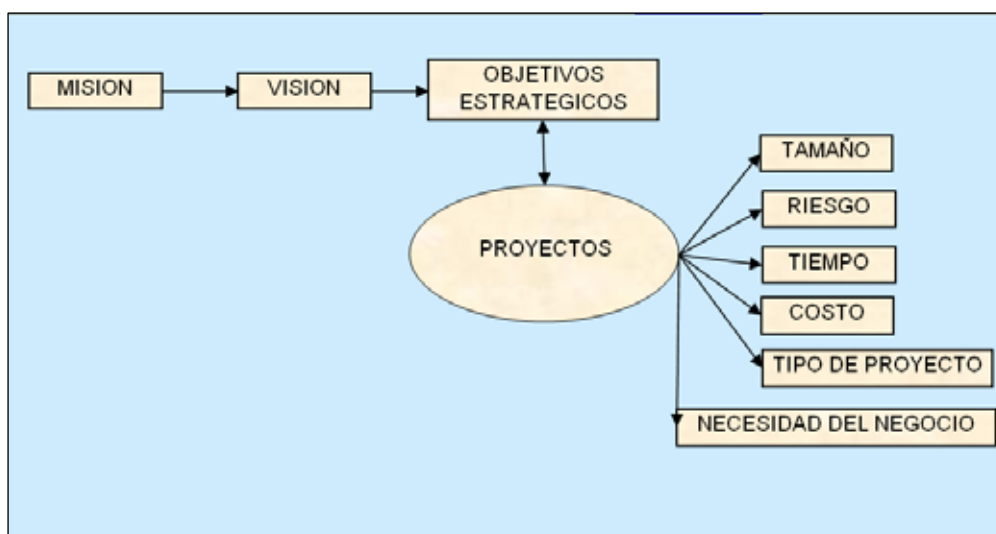 MISION
VISION
OBJETIVOS
ESTRATEGICOS
PROYECTOS
TAMAÑO
RIESGO
TIEMPO
COSTO
TIPO DE PROYECTO
NECESIDAD DEL NEGOCIO